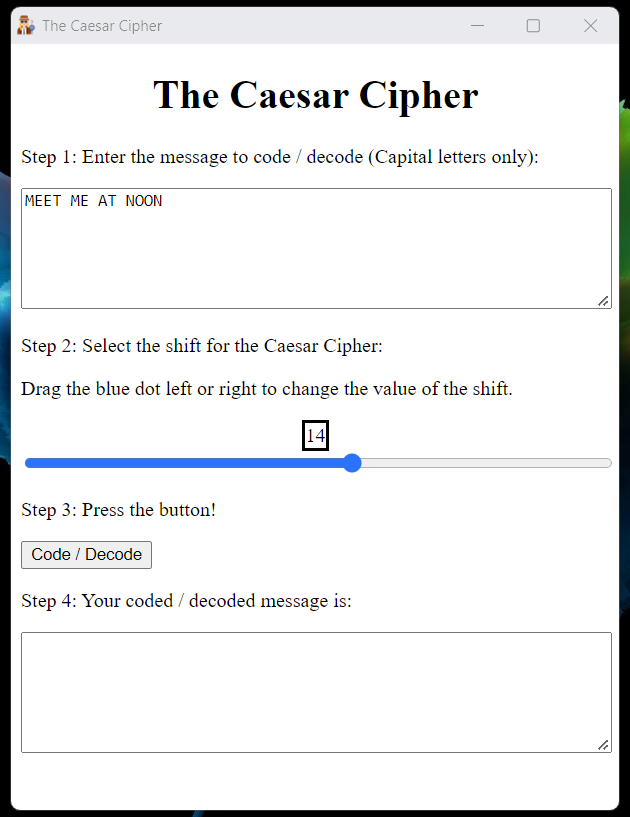 The Caesar Cipher
The Caesar Cipher
Step 1: Enter the message to code / decode (Capital letters only):
MEET ME AT NOON
Step 2: Select the shift for the Caesar Cipher:
Drag the blue dot left or right to change the value of the shift.
14
Step 3: Press the button!
Code / Decode
Step 4: Your coded / decoded message is: